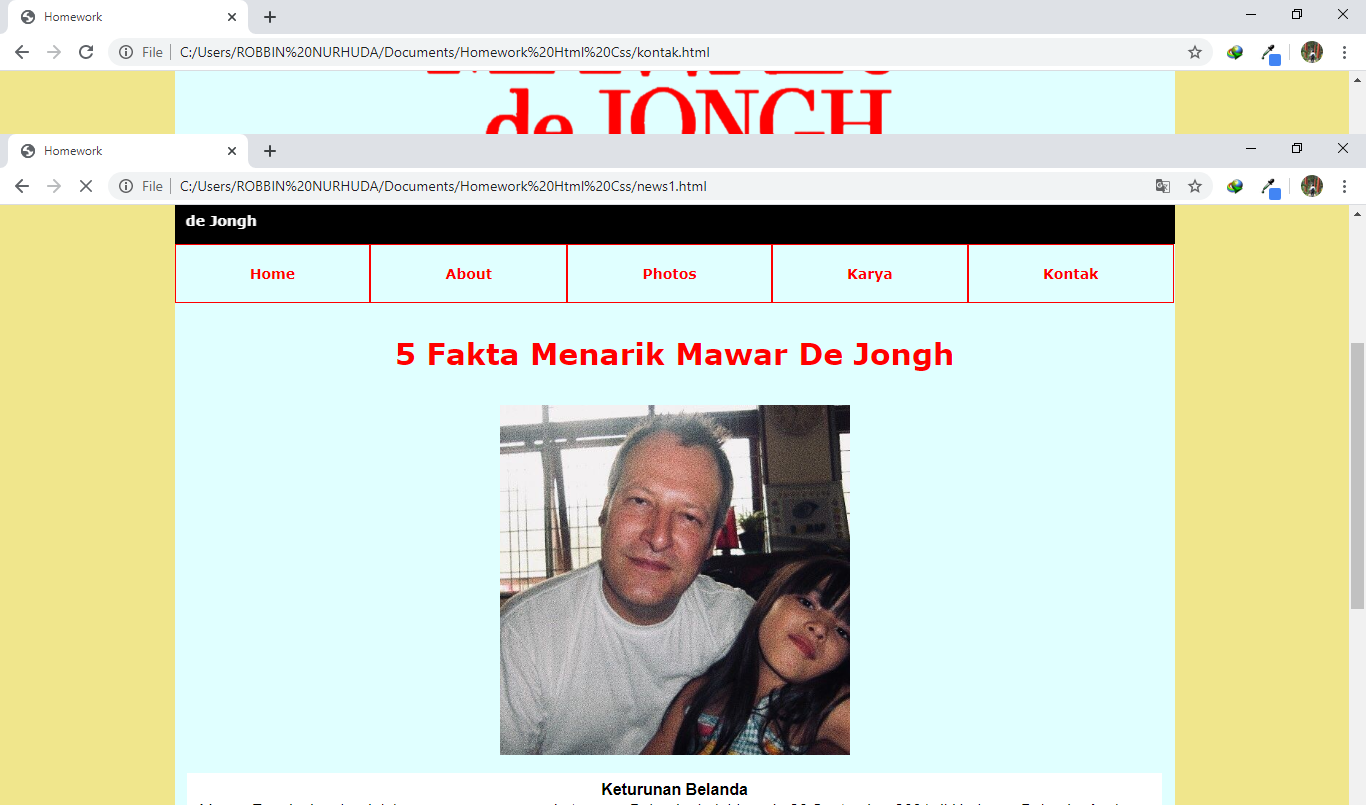 Homework
File C:/Users/ROBBIN%20NURHUDA/Documents/Homework%20Html%20Css/kontak.html
de JONGH
Homework
File C:/Users/ROBBIN%20NURHUDA/Documents/Homework%20Html%20Css/news1.html
de Jongh
Home About Photos Karya Kontak
5 Fakta Menarik Mawar De Jongh
Keturunan Belanda